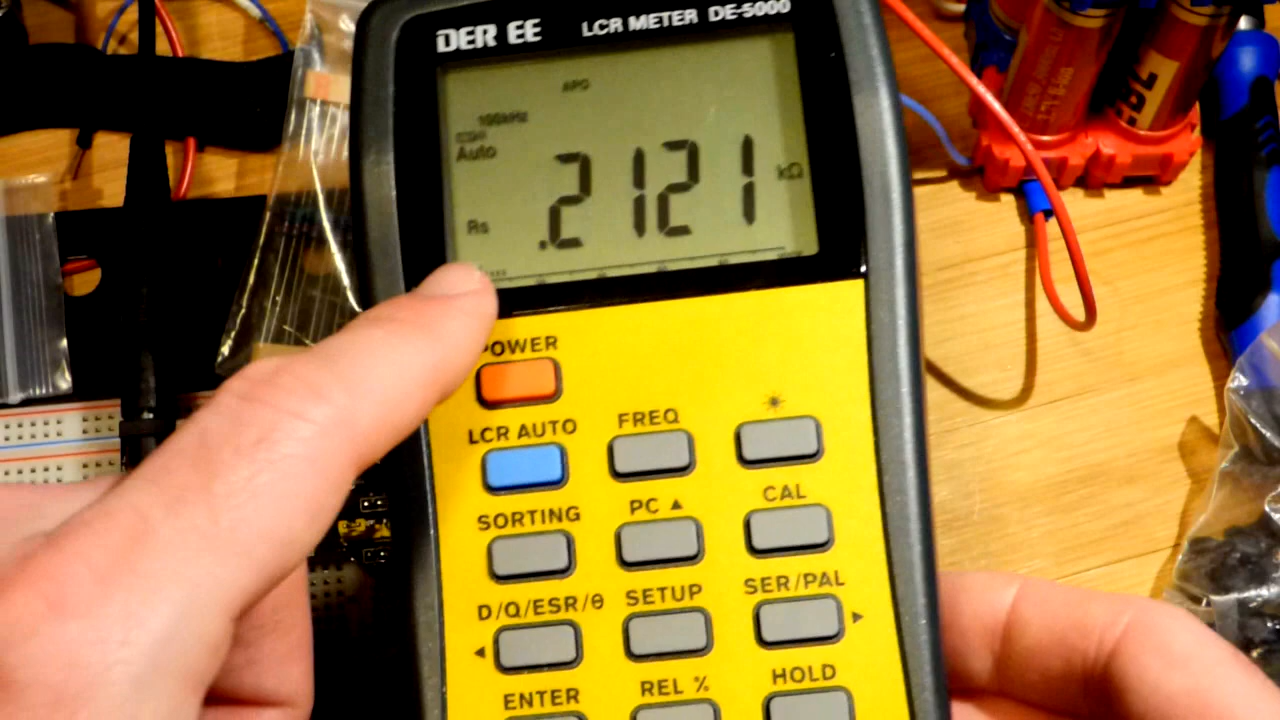 DER EE LCR METER DE-5000
APO
100kHz
Auto
.2121 kΩ
Rs
POWER
LCR AUTO FREQ
SORTING PC ▲ CAL
D/Q/ESR/θ SETUP SER/PAL
◀ ▶
ENTER REL % HOLD